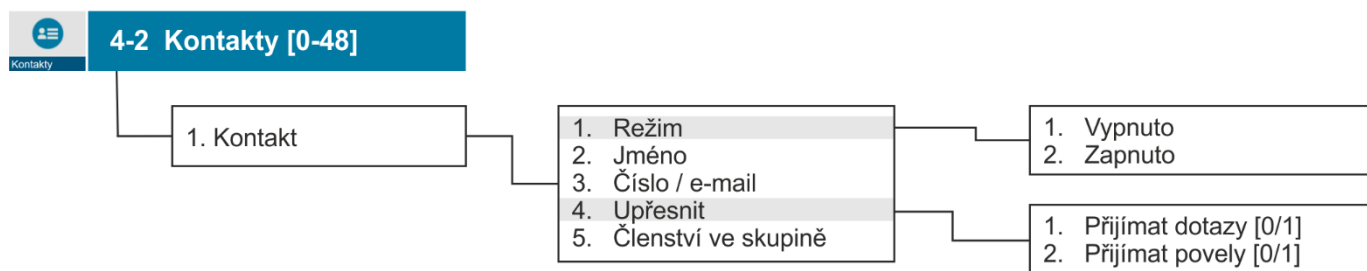 Kontakty
4-2 Kontakty [0-48]
1. Kontakt
1. Režim
2. Jméno
3. Číslo / e-mail
4. Upřesnit
5. Členství ve skupině
1. Vypnuto
2. Zapnuto
1. Přijímat dotazy [0/1]
2. Přijímat povely [0/1]